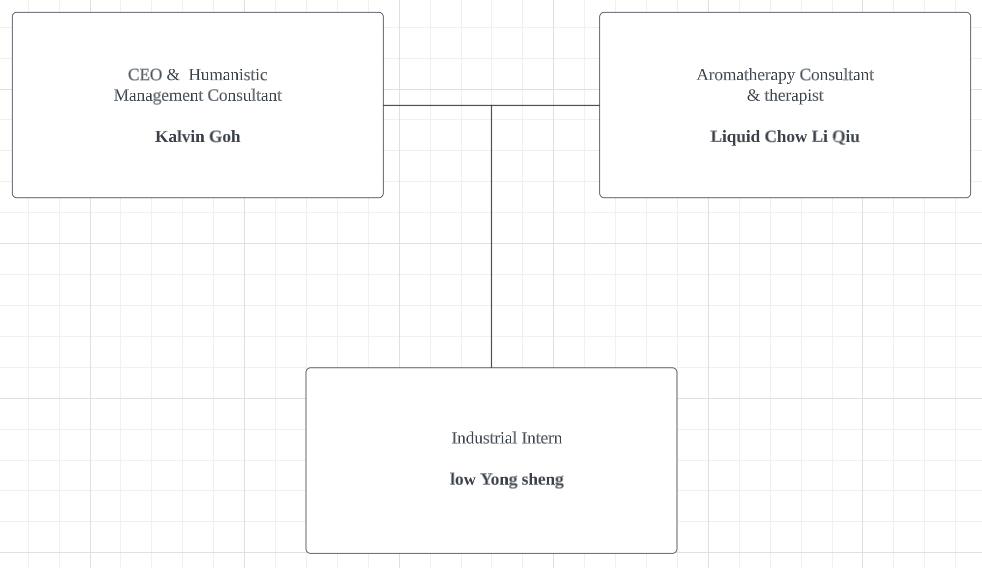 CEO & Humanistic
Management Consultant
Kalvin Goh
Aromatherapy Consultant
& therapist
Liquid Chow Li Qiu
Industrial Intern
low Yong sheng